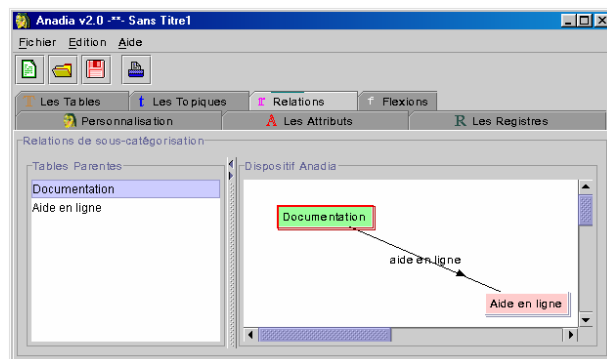 Anadia v2.0 -**- Sans Titre1
Fichier Edition Aide
T Les Tables t Les Topiques r Relations f Flexions
Personnalisation A Les Attributs R Les Registres
Relations de sous-catégorisation
Tables Parentes
Documentation
Aide en ligne
Dispositif Anadia
Documentation
aide en ligne
Aide en ligne